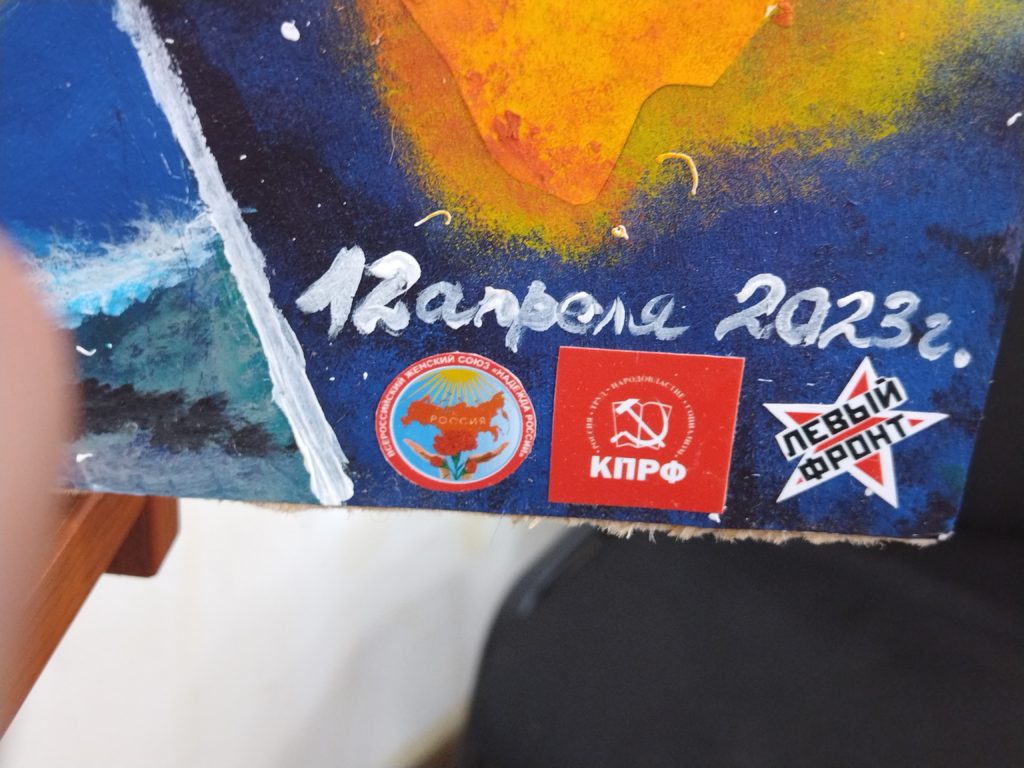 12 апреля 2023 г.
ВСЕРОССИЙСКИЙ ЖЕНСКИЙ СОЮЗ «НАДЕЖДА РОССИИ»
РОССИЯ
РОССИЯ • ТРУД • НАРОДОВЛАСТИЕ • СОЦИАЛИЗМ
КПРФ
ЛЕВЫЙ
ФРОНТ